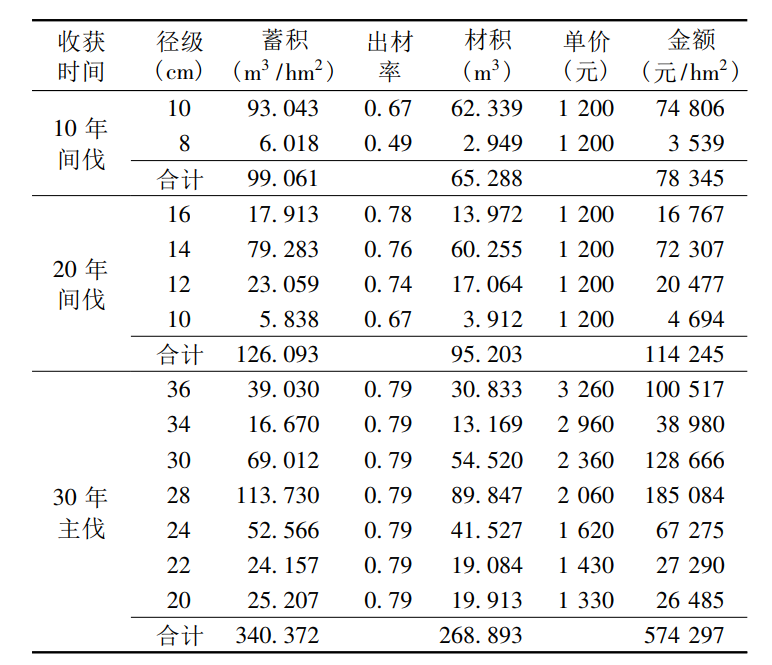 收获时间 径级(cm) 蓄积(m³/hm²) 出材率 材积(m³) 单价(元) 金额(元/hm²)
10年间伐 10 93.043 0.67 62.339 1 200 74 806
8 6.018 0.49 2.949 1 200 3 539
合计 99.061 65.288 78 345
20年间伐 16 17.913 0.78 13.972 1 200 16 767
14 79.283 0.76 60.255 1 200 72 307
12 23.059 0.74 17.064 1 200 20 477
10 5.838 0.67 3.912 1 200 4 694
合计 126.093 95.203 114 245
30年主伐 36 39.030 0.79 30.833 3 260 100 517
34 16.670 0.79 13.169 2 960 38 980
30 69.012 0.79 54.520 2 360 128 666
28 113.730 0.79 89.847 2 060 185 084
24 52.566 0.79 41.527 1 620 67 275
22 24.157 0.79 19.084 1 430 27 290
20 25.207 0.79 19.913 1 330 26 485
合计 340.372 268.893 574 297